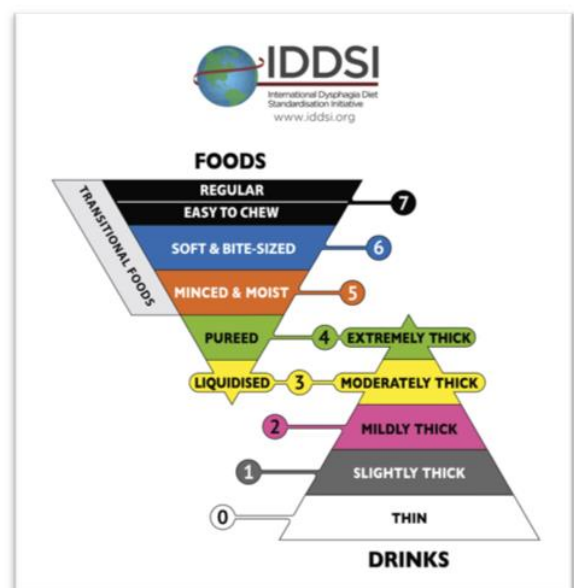 IDDSI
International Dysphagia Diet
Standardisation Initiative
www.iddsi.org
FOODS
TRANSITIONAL FOODS
REGULAR
EASY TO CHEW
7
SOFT & BITE-SIZED
6
MINCED & MOIST
5
PUREED
4
EXTREMELY THICK
LIQUIDISED
3
MODERATELY THICK
2
MILDLY THICK
1
SLIGHTLY THICK
0
THIN
DRINKS